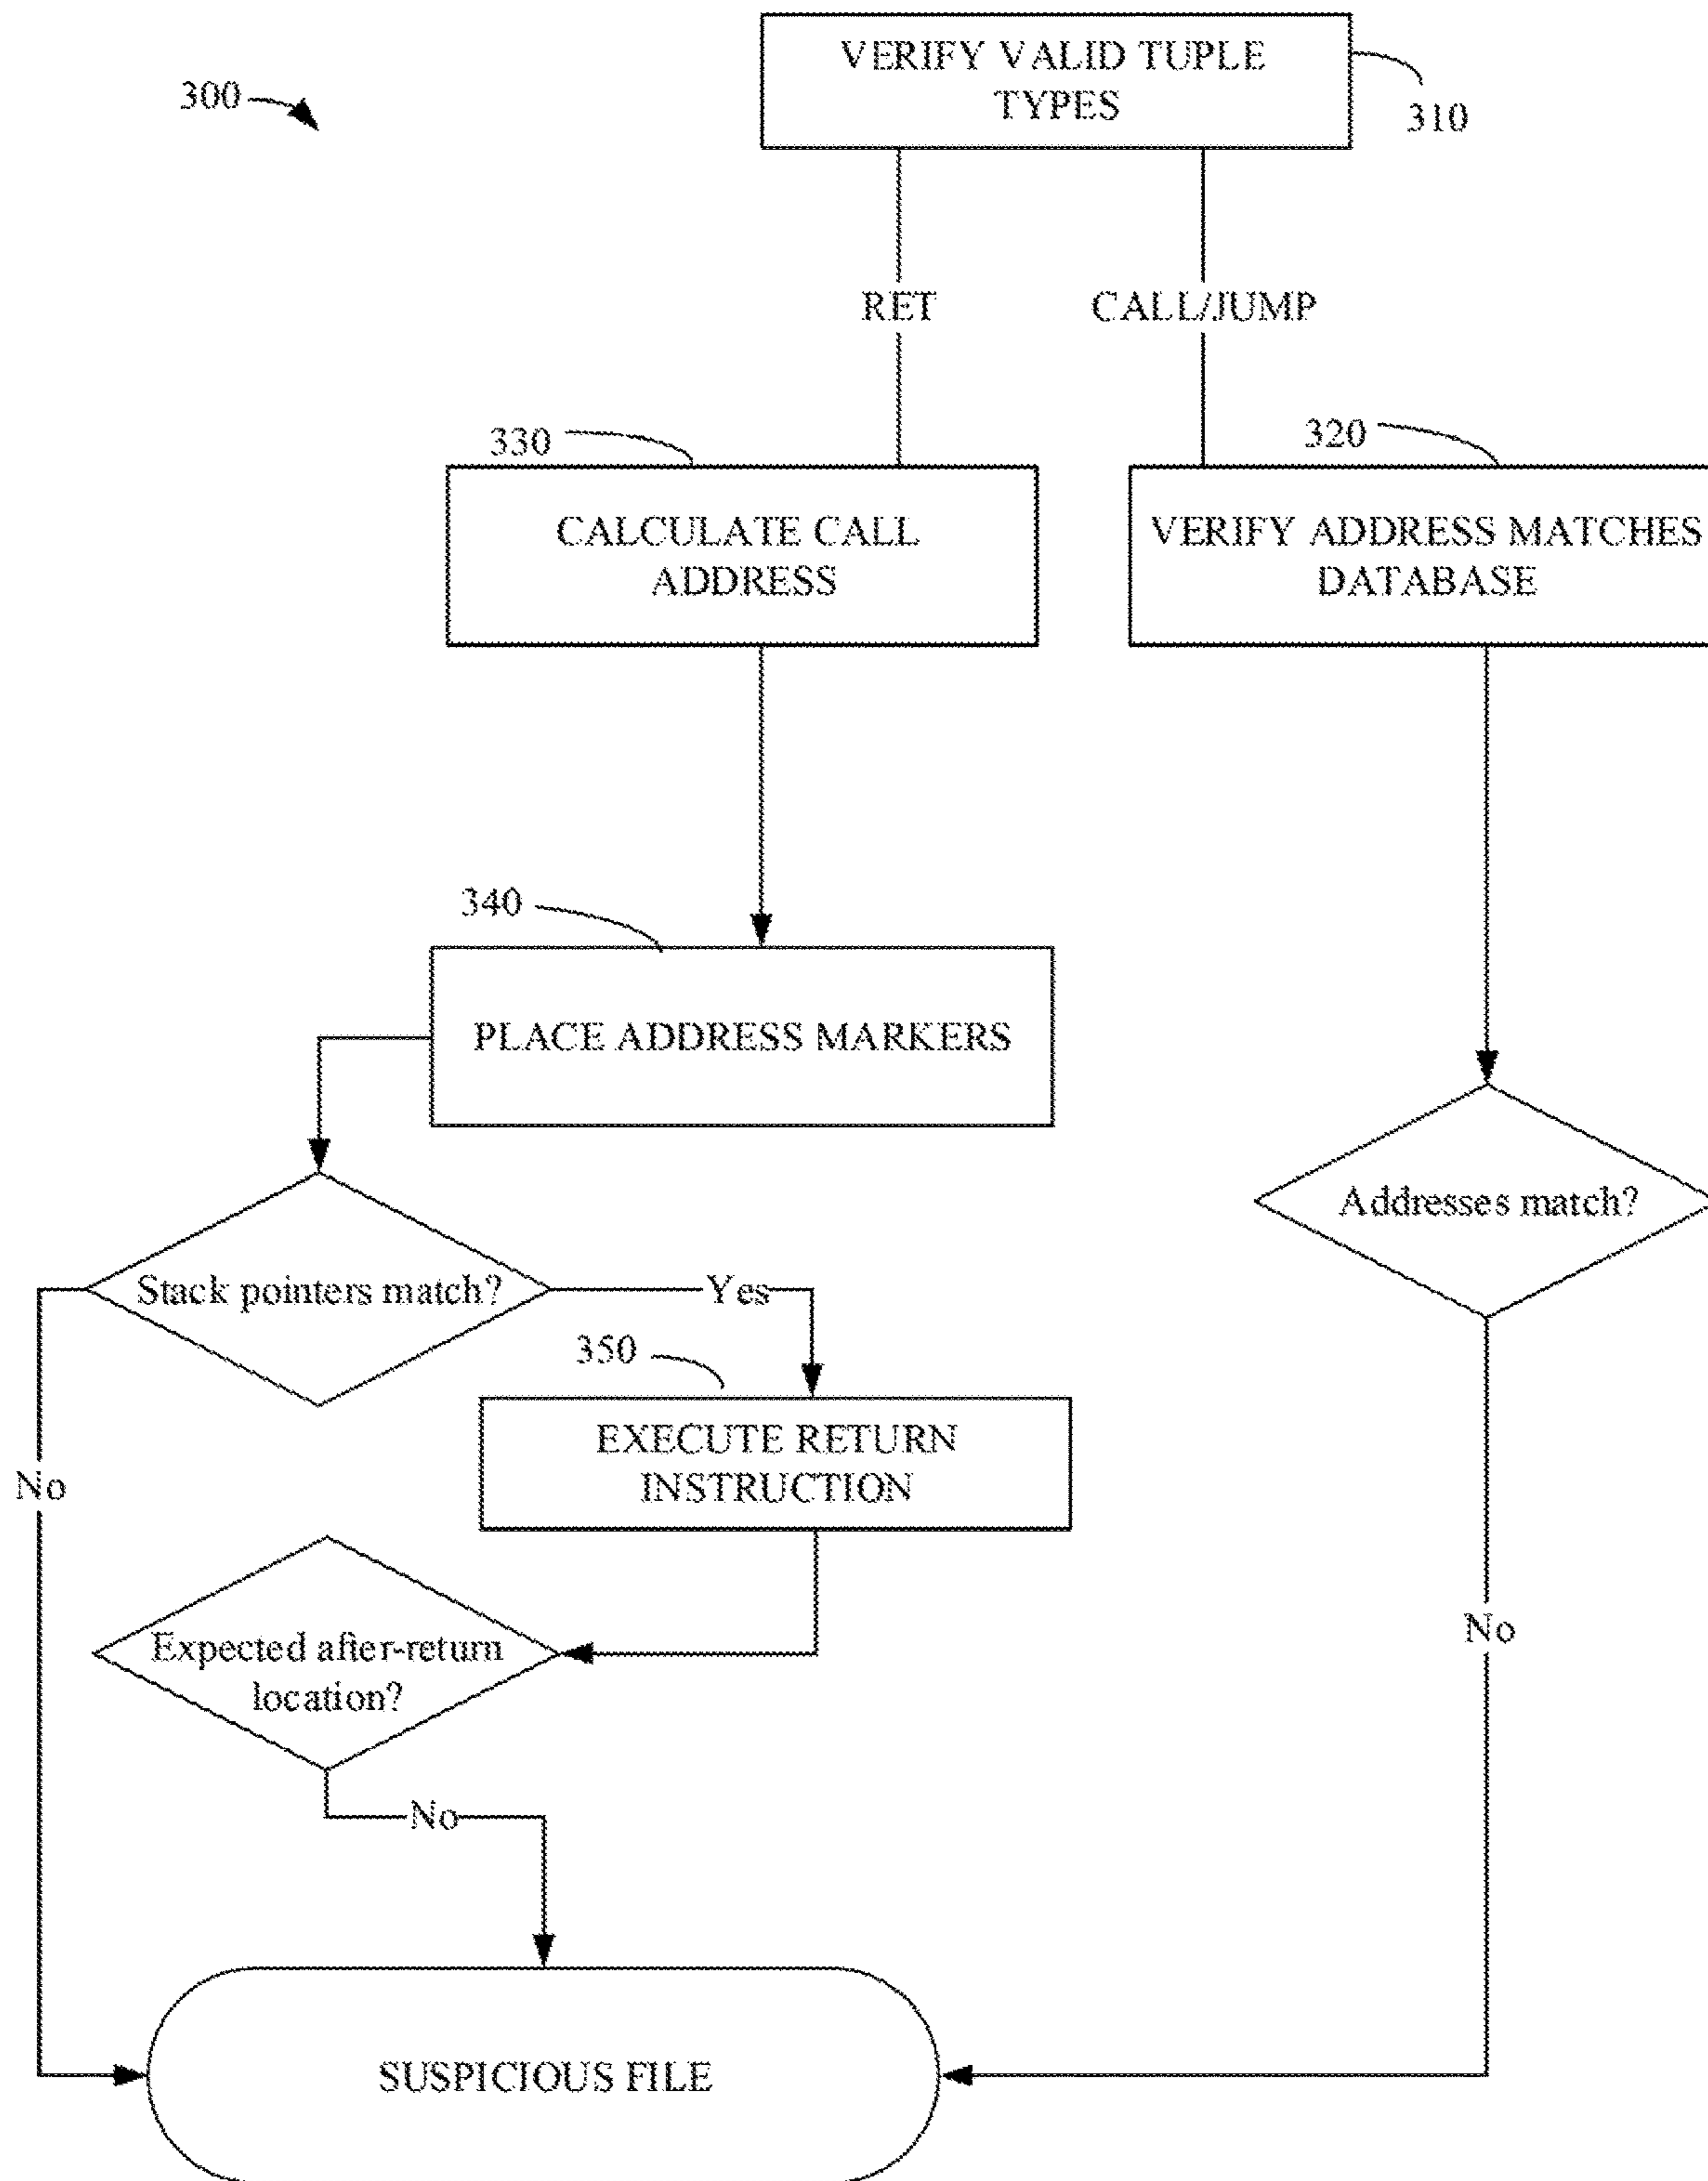 VERIFY VALID TUPLE
TYPES
300
310
RET
CALL/JUMP
330
320
CALCULATE CALL
ADDRESS
VERIFY ADDRESS MATCHES
DATABASE
340
PLACE ADDRESS MARKERS
Addresses match?
Stack pointers match?
Yes
350
EXECUTE RETURN
INSTRUCTION
No
Expected after-return
location?
No
No
SUSPICIOUS FILE